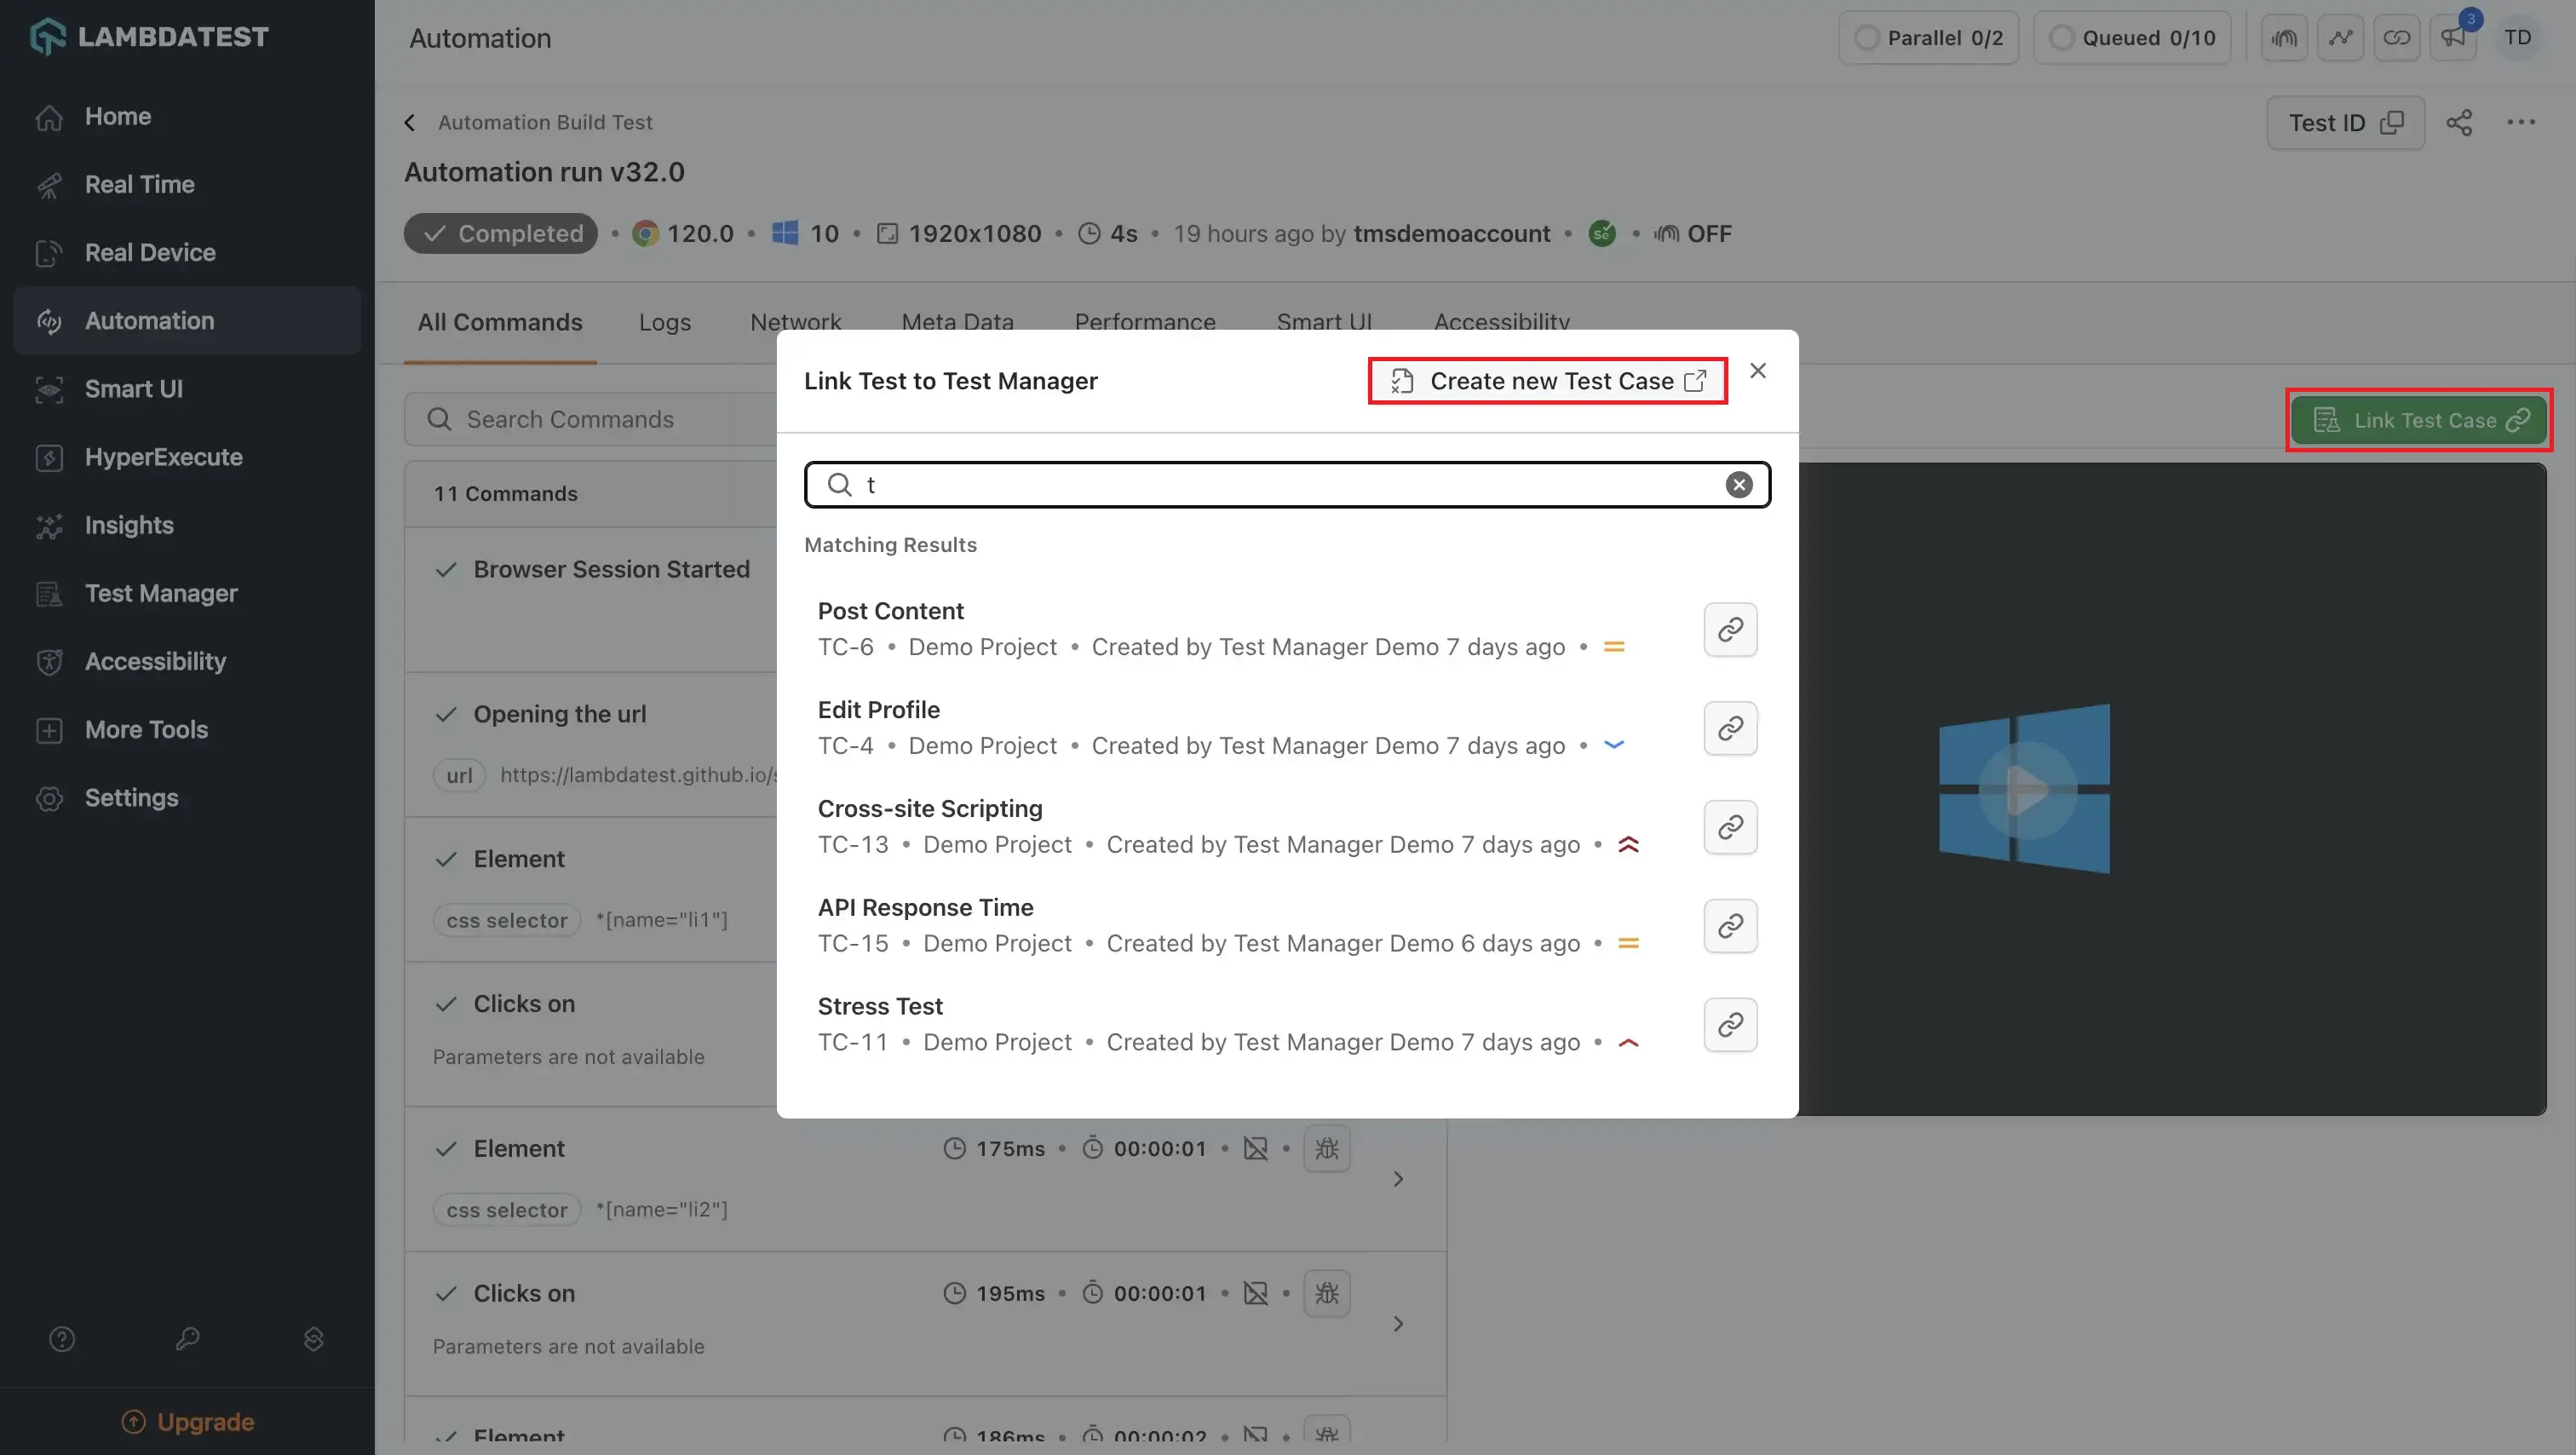 LAMBDATEST
Home
Real Time
Real Device
Automation
Smart UI
HyperExecute
Insights
Test Manager
Accessibility
More Tools
Settings
Upgrade
Automation
Parallel 0/2
Queued 0/10
3
TD
Automation Build Test
Test ID
Automation run v32.0
Completed • 120.0 • 10 • 1920x1080 • 4s • 19 hours ago by tmsdemoaccount • se • OFF
All Commands Logs Network Meta Data Performance Smart UI Accessibility
Search Commands
Link Test Case
11 Commands
Browser Session Started
Opening the url
url https://lambdatest.github.io/s
Element
css selector *[name="li1"]
Clicks on
Parameters are not available
Element 175ms • 00:00:01 • •
css selector *[name="li2"]
Clicks on 195ms • 00:00:01 • •
Parameters are not available
Element 186ms • 00:00:02 • •
Link Test to Test Manager
Create new Test Case
t
Matching Results
Post Content
TC-6 • Demo Project • Created by Test Manager Demo 7 days ago •
Edit Profile
TC-4 • Demo Project • Created by Test Manager Demo 7 days ago •
Cross-site Scripting
TC-13 • Demo Project • Created by Test Manager Demo 7 days ago •
API Response Time
TC-15 • Demo Project • Created by Test Manager Demo 6 days ago •
Stress Test
TC-11 • Demo Project • Created by Test Manager Demo 7 days ago •